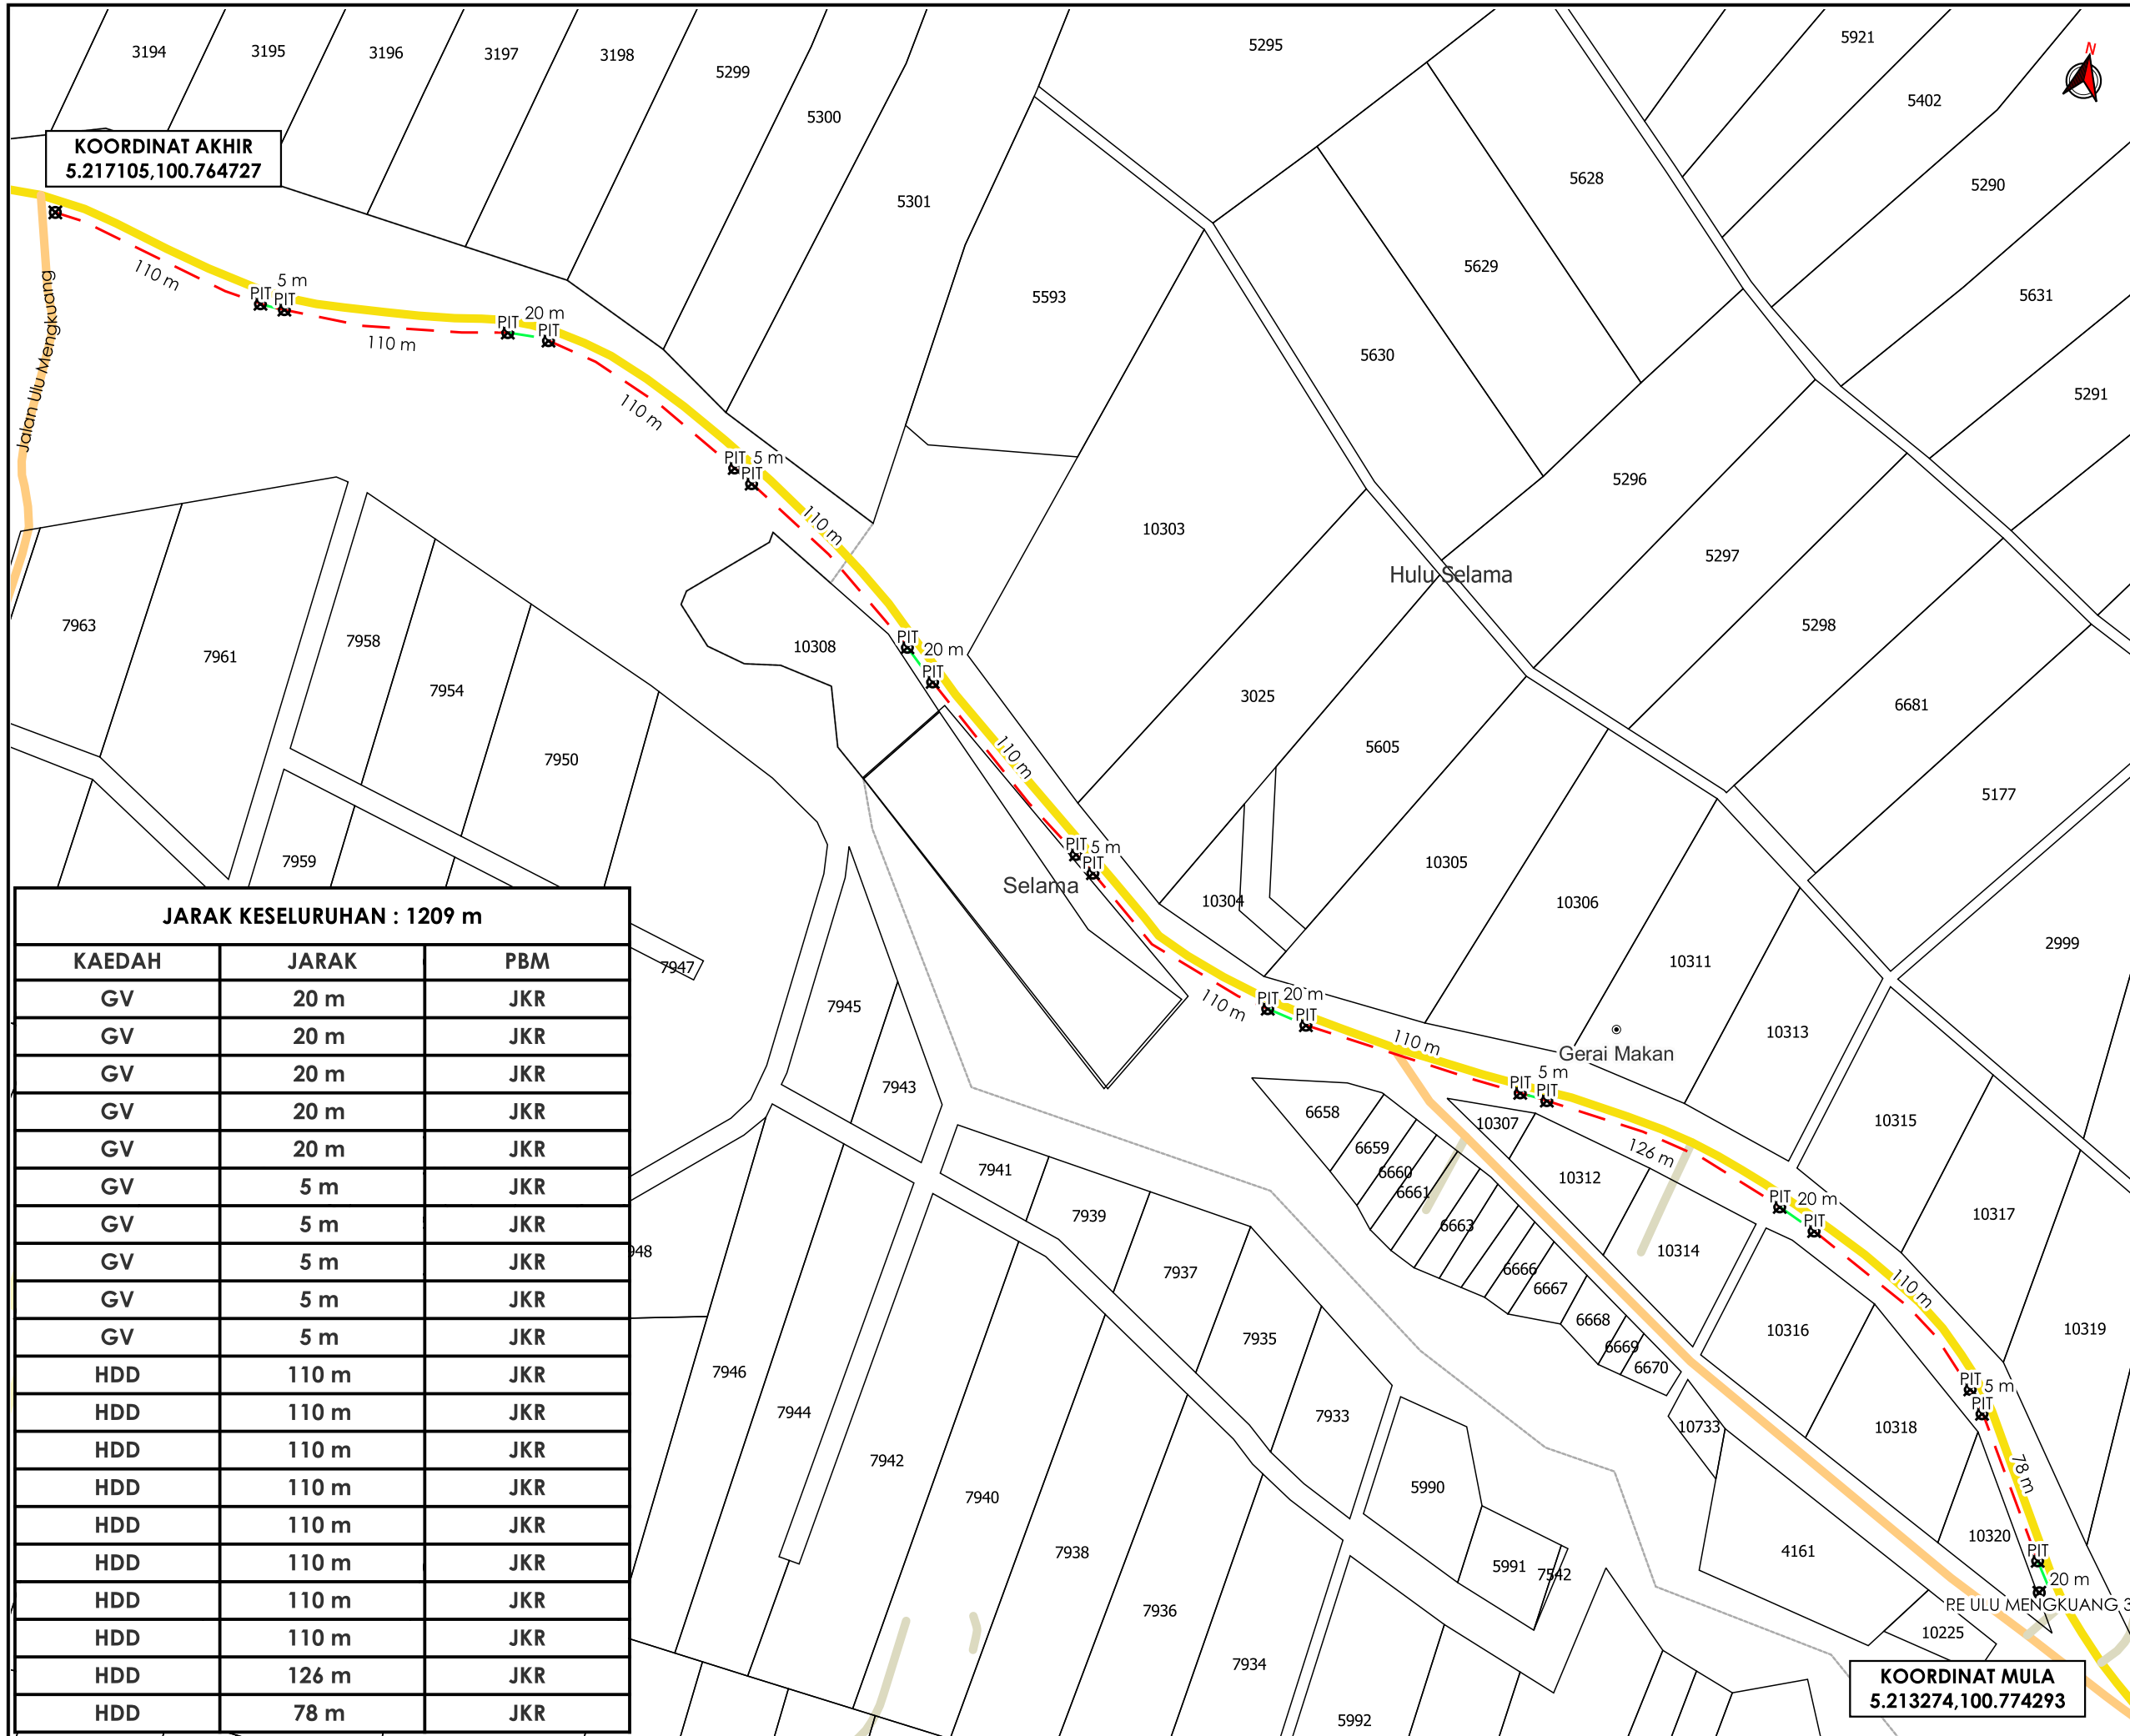 3194
3195
3196
3197
3198
5299
5300
5295
5921
5402
N
KOORDINAT AKHIR
5.217105,100.764727
5301
5628
5290
5629
5593
5631
5630
5291
110 m
PIT
5 m
PIT
110 m
PIT
20 m
PIT
Jalan Ulu Mengkuang
110 m
PIT
5 m
PIT
110 m
5296
10303
5297
Hulu Selama
7963
7961
7958
7954
7950
10308
PIT
20 m
PIT
5298
3025
6681
5605
110 m
5177
7959
PIT
5 m
PIT
Selama
10305
10304
10306
10311
2999
7947
7945
110 m
PIT
20 m
PIT
110 m
Gerai Makan
10313
7943
PIT
5 m
PIT
6658
10307
10315
6659
6660
6661
126 m
10312
7941
7939
PIT
20 m
PIT
6663
10317
948
10314
7937
6666
6667
110 m
7935
6668
6669
6670
10316
10319
7946
7944
7933
PIT
5 m
PIT
10733
10318
7942
5990
78 m
7940
7938
5991
7542
4161
10320
PIT
20 m
7936
P.E ULU MENGKUANG 3
10225
7934
5992
KOORDINAT MULA
5.213274,100.774293
JARAK KESELURUHAN : 1209 m
KAEDAH JARAK PBM
GV 20 m JKR
GV 20 m JKR
GV 20 m JKR
GV 20 m JKR
GV 20 m JKR
GV 5 m JKR
GV 5 m JKR
GV 5 m JKR
GV 5 m JKR
GV 5 m JKR
HDD 110 m JKR
HDD 110 m JKR
HDD 110 m JKR
HDD 110 m JKR
HDD 110 m JKR
HDD 110 m JKR
HDD 110 m JKR
HDD 110 m JKR
HDD 126 m JKR
HDD 78 m JKR